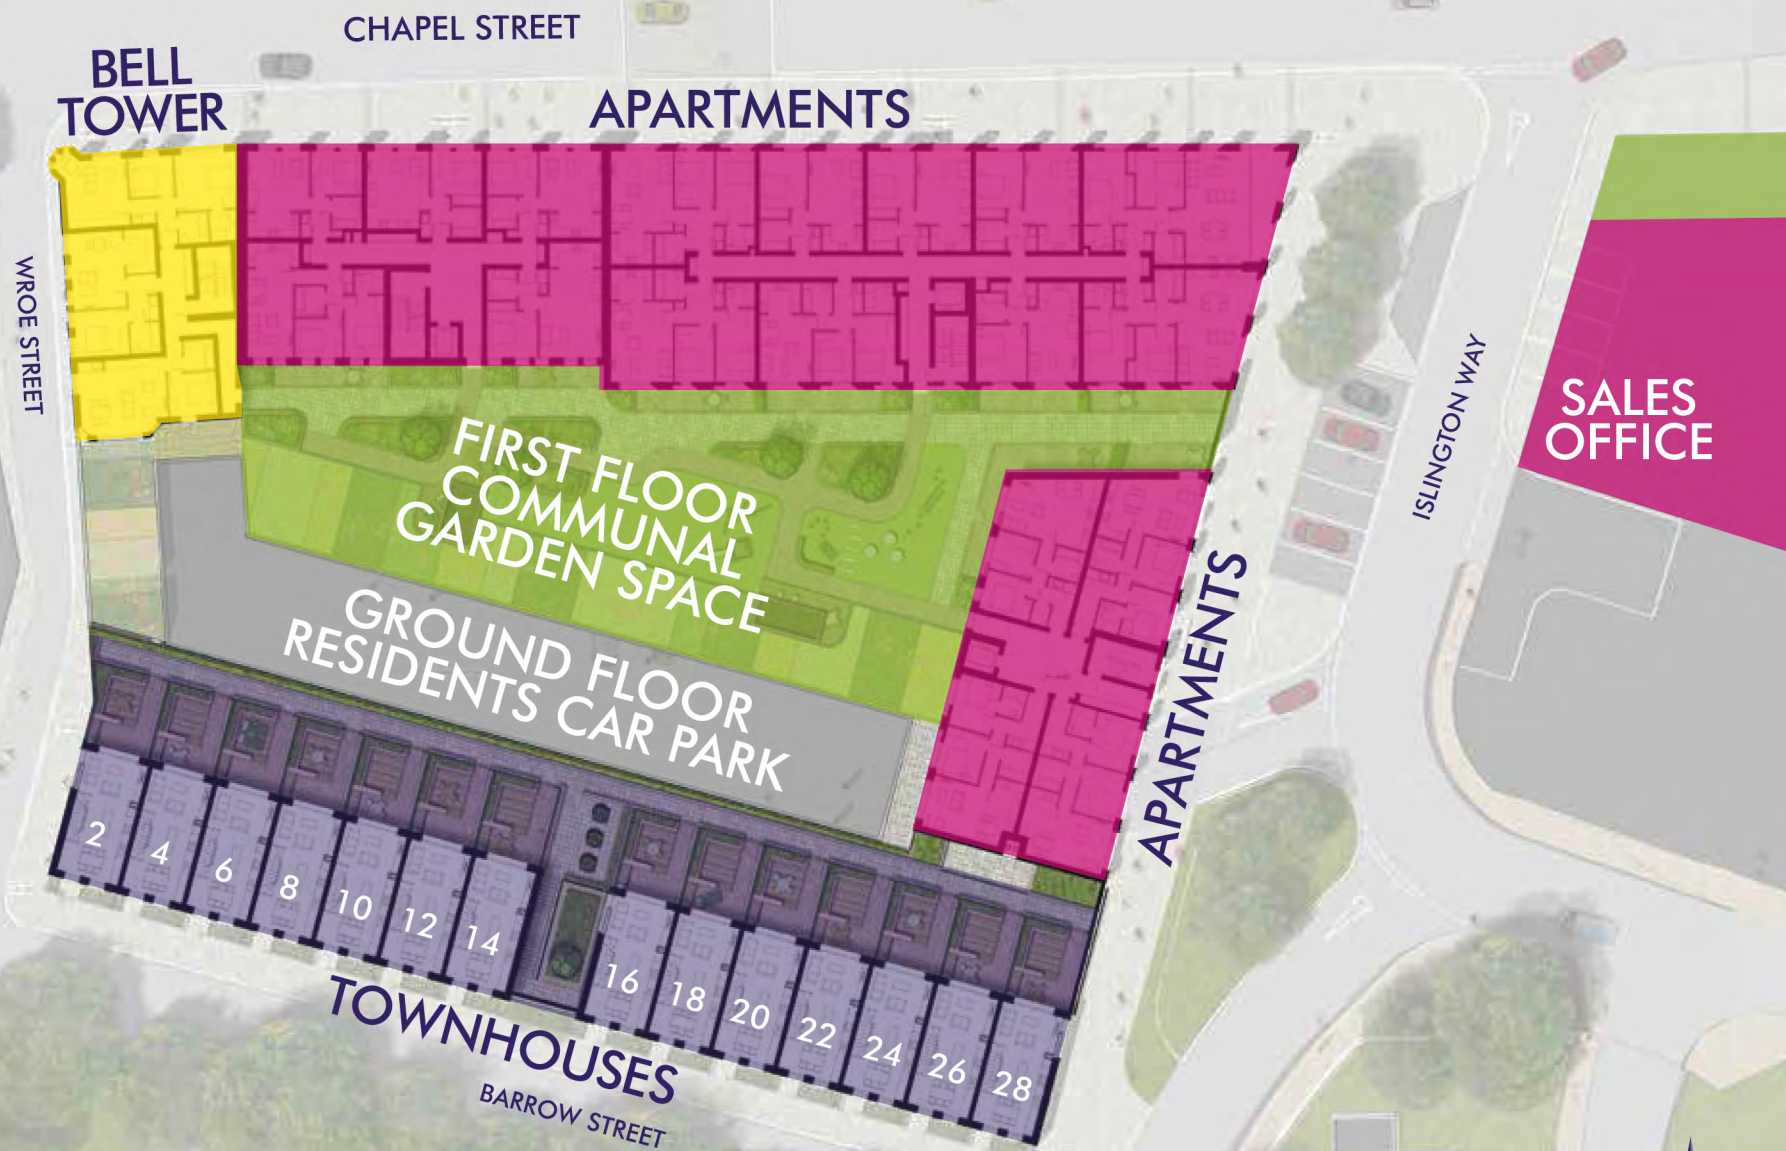 CHAPEL STREET
BELL
TOWER
APARTMENTS
WROE STREET
ISLINGTON WAY
SALES
OFFICE
FIRST FLOOR
COMMUNAL
GARDEN SPACE
GROUND FLOOR
RESIDENTS CAR PARK
APARTMENTS
2
4
6
8
10
12
14
16
18
20
22
24
26
28
TOWNHOUSES
BARROW STREET